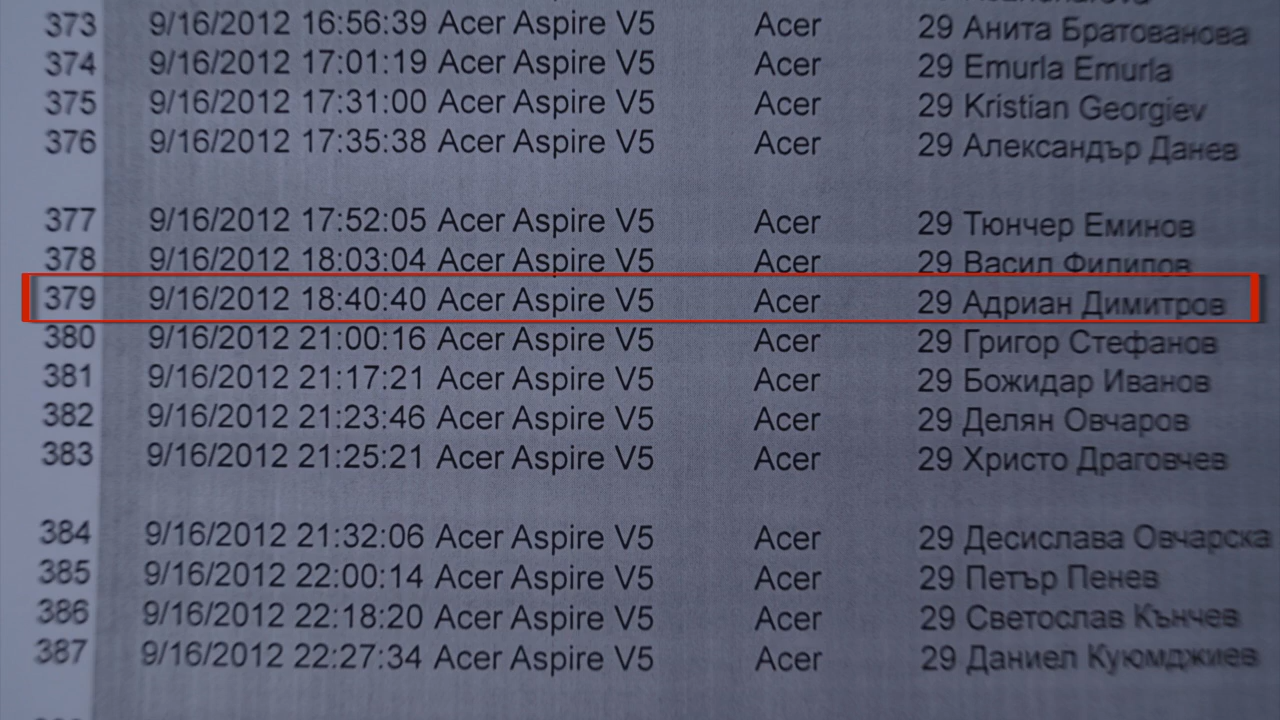 373 9/16/2012 16:56:39 Acer Aspire V5 Acer 29 Анита Братованова
374 9/16/2012 17:01:19 Acer Aspire V5 Acer 29 Emurla Emurla
375 9/16/2012 17:31:00 Acer Aspire V5 Acer 29 Kristian Georgiev
376 9/16/2012 17:35:38 Acer Aspire V5 Acer 29 Александър Данев
377 9/16/2012 17:52:05 Acer Aspire V5 Acer 29 Тюнчер Еминов
378 9/16/2012 18:03:04 Acer Aspire V5 Acer 29 Васил Филипов
379 9/16/2012 18:40:40 Acer Aspire V5 Acer 29 Адриан Димитров
380 9/16/2012 21:00:16 Acer Aspire V5 Acer 29 Григор Стефанов
381 9/16/2012 21:17:21 Acer Aspire V5 Acer 29 Божидар Иванов
382 9/16/2012 21:23:46 Acer Aspire V5 Acer 29 Делян Овчаров
383 9/16/2012 21:25:21 Acer Aspire V5 Acer 29 Христо Драговчев
384 9/16/2012 21:32:06 Acer Aspire V5 Acer 29 Десислава Овчарска
385 9/16/2012 22:00:14 Acer Aspire V5 Acer 29 Петър Пенев
386 9/16/2012 22:18:20 Acer Aspire V5 Acer 29 Светослав Кънчев
387 9/16/2012 22:27:34 Acer Aspire V5 Acer 29 Даниел Куюмджиев